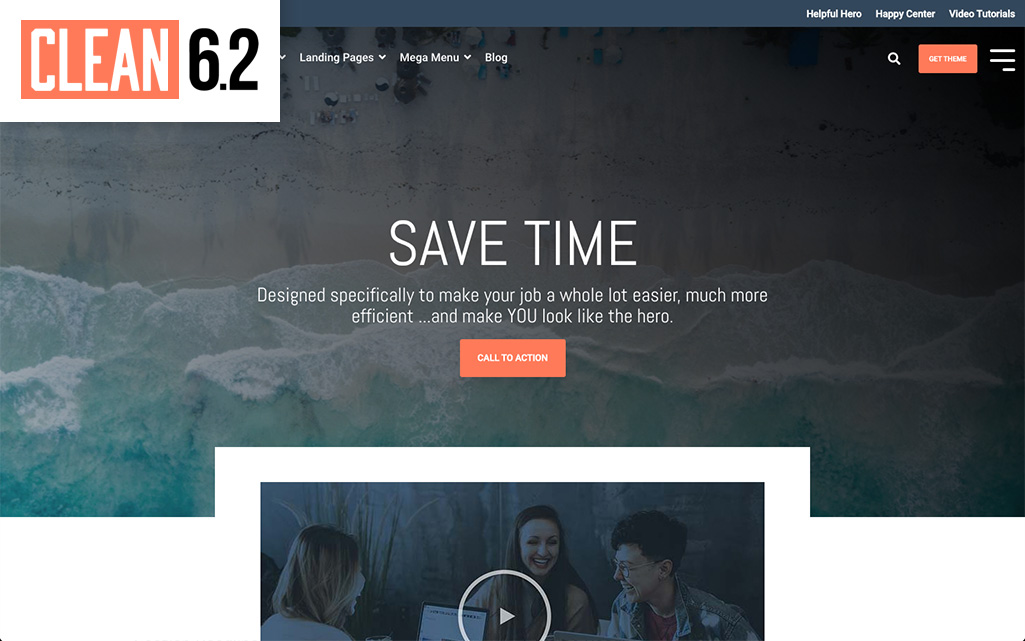 Helpful Hero Happy Center Video Tutorials
CLEAN 6.2
Landing Pages Mega Menu Blog
GET THEME
SAVE TIME
Designed specifically to make your job a whole lot easier, much more
efficient ...and make YOU look like the hero.
CALL TO ACTION